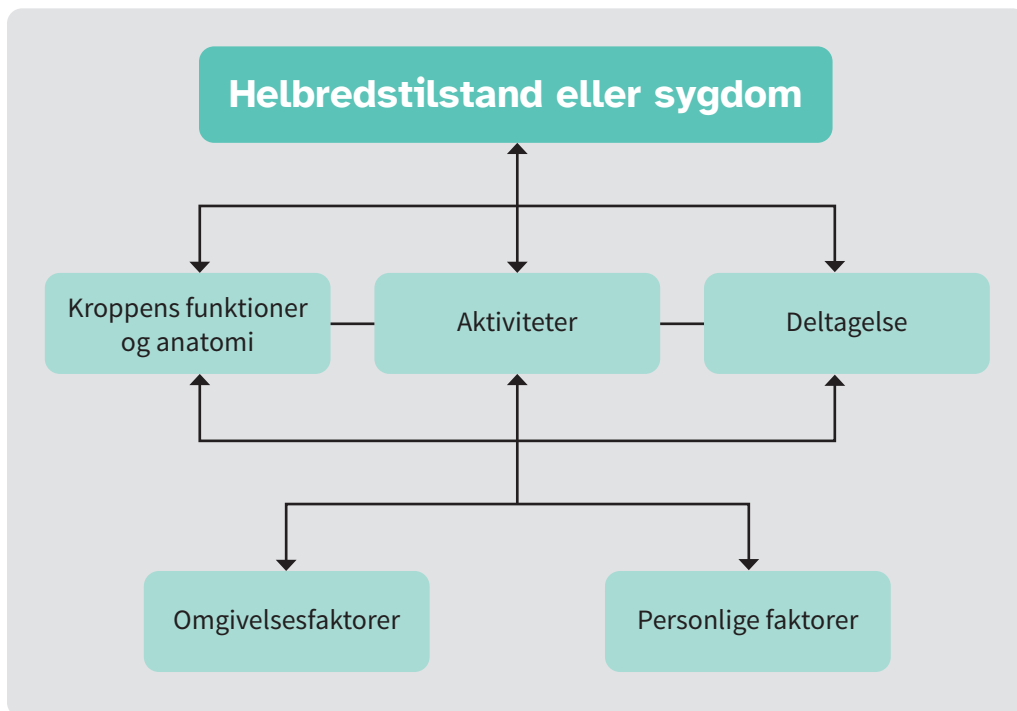 Helbredstilstand eller sygdom
Kroppens funktioner
og anatomi
Aktiviteter
Deltagelse
Omgivelsesfaktorer
Personlige faktorer